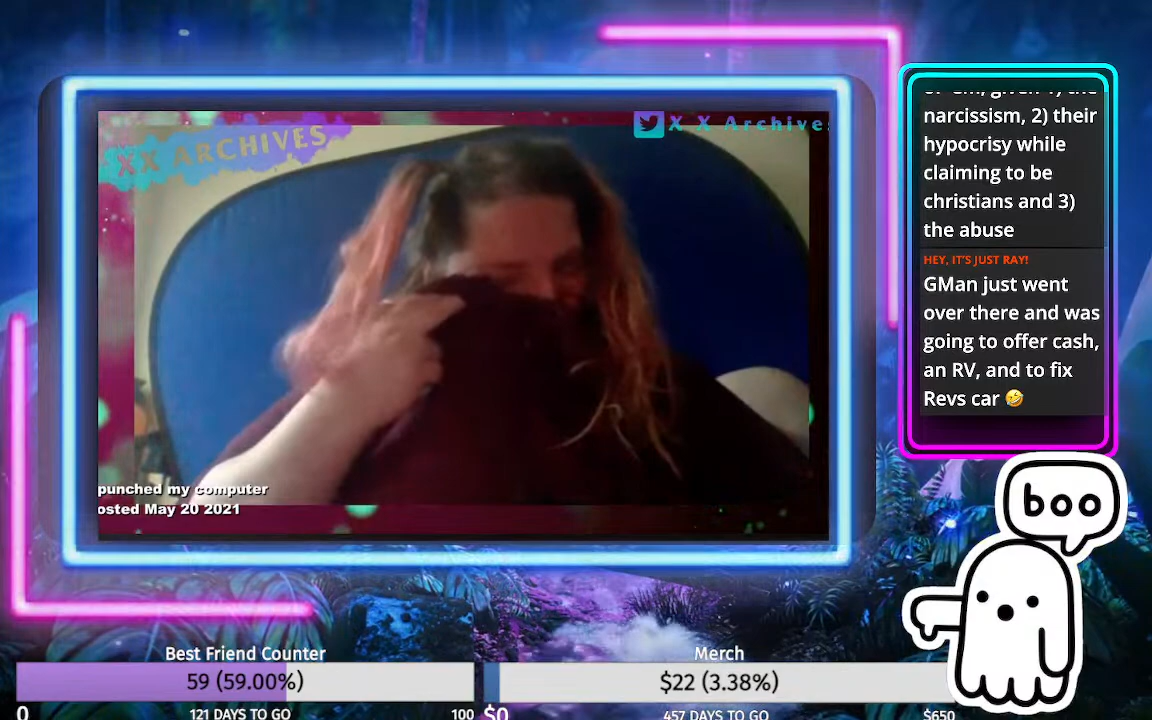 XX ARCHIVES
X X Archive
narcissism, 2) their
hypocrisy while
claiming to be
christians and 3)
the abuse
HEY, IT'S JUST RAY!
GMan just went
over there and was
going to offer cash,
an RV, and to fix
Revs car 🤣
punched my computer
osted May 20 2021
boo
Best Friend Counter
59 (59.00%)
0 121 DAYS TO GO 100
Merch
$22 (3.38%)
$0 457 DAYS TO GO $650